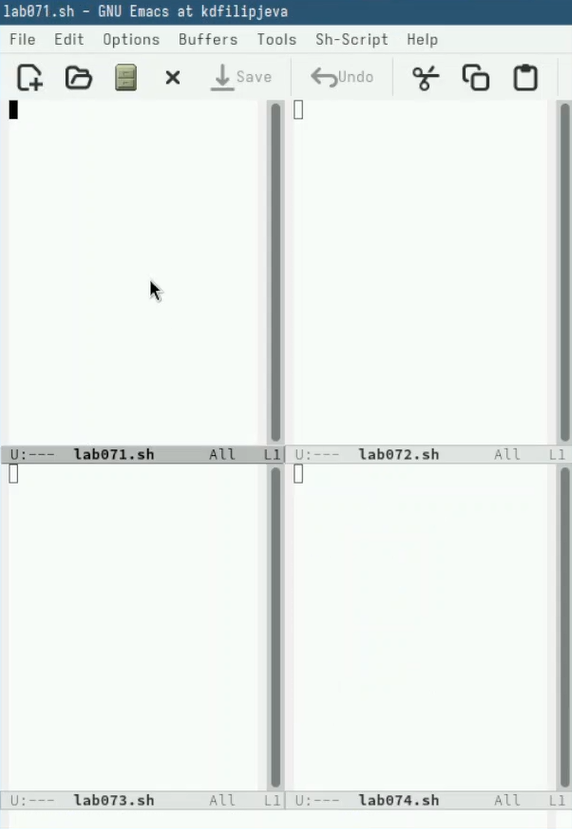 lab071.sh - GNU Emacs at kdfilipjeva
File Edit Options Buffers Tools Sh-Script Help
Save Undo
U:--- lab071.sh All L1 U:--- lab072.sh All L1
U:--- lab073.sh All L1 U:--- lab074.sh All L1